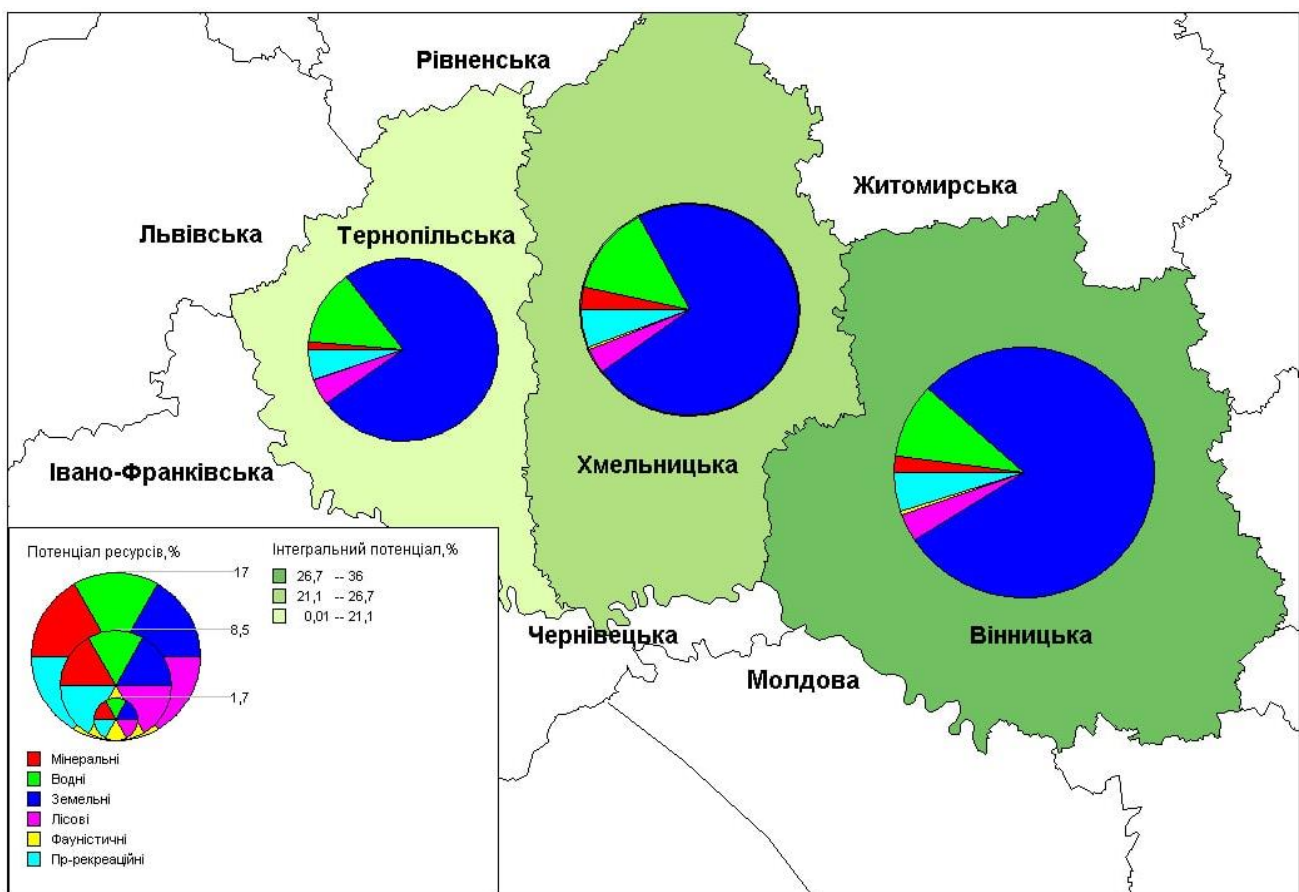 Рівненська
Житомирська
Львівська
Тернопільська
Хмельницька
Івано-Франківська
Чернівецька
Вінницька
Молдова
Потенціал ресурсів,%
17
8,5
1,7
Мінеральні
Водні
Земельні
Лісові
Фауністичні
Пр-рекреаційні
Інтегральний потенціал,%
26,7 -- 36
21,1 -- 26,7
0,01 -- 21,1